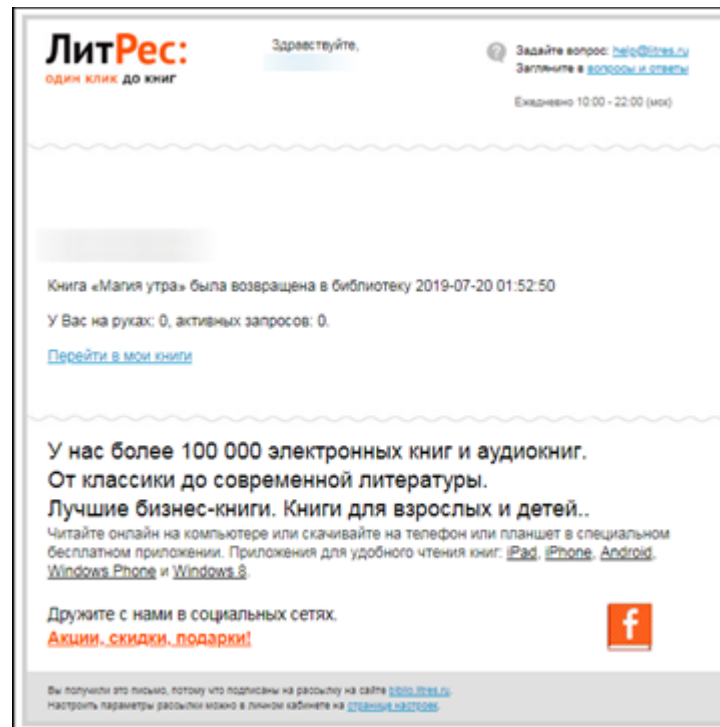 ЛитРес:
один клик до книг
Здравствуйте,
Задайте вопрос: help@litres.ru
Загляните в вопросы и ответы
Ежедневно 10:00 - 22:00 (мск)
Книга «Магия утра» была возвращена в библиотеку 2019-07-20 01:52:50
У Вас на руках: 0, активных запросов: 0.
Перейти в мои книги
У нас более 100 000 электронных книг и аудиокниг.
От классики до современной литературы.
Лучшие бизнес-книги. Книги для взрослых и детей..
Читайте онлайн на компьютере или скачивайте на телефон или планшет в специальном
бесплатном приложении. Приложения для удобного чтения книг: iPad, iPhone, Android,
Windows Phone и Windows 8.
Дружите с нами в социальных сетях.
Акции, скидки, подарки!
f
Вы получили это письмо, потому что подписаны на рассылку на сайте biblio.litres.ru.
Настроить параметры рассылки можно в личном кабинете на странице настроек.